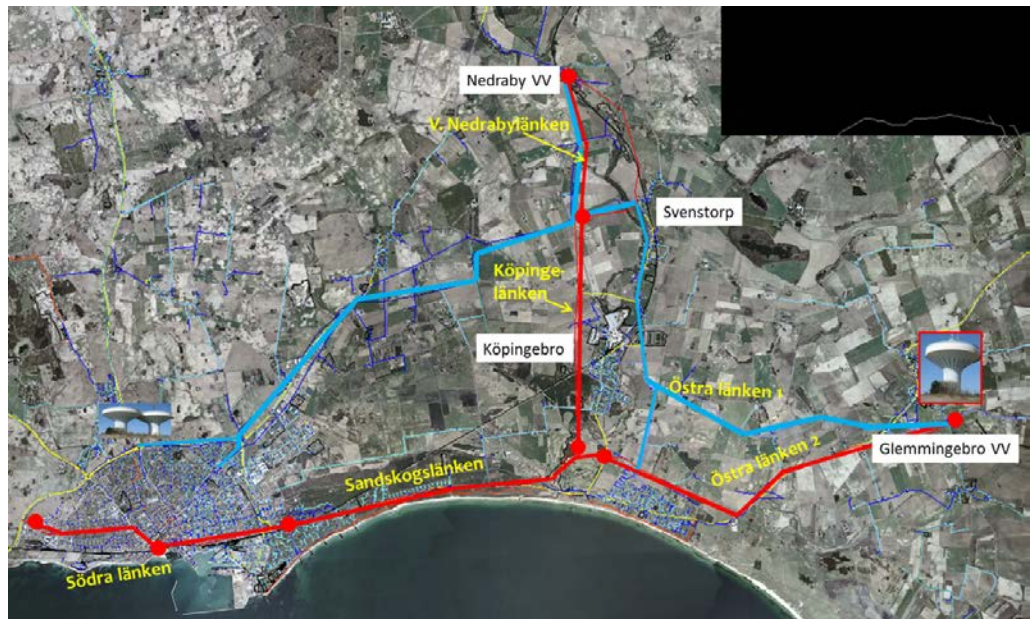 Nedraby VV
V. Nedrabylänken
Svenstorp
Köpinge-
länken
Köpingebro
Östra länken 1
Glemmingebro VV
Östra länken 2
Sandskogslänken
Södra länken